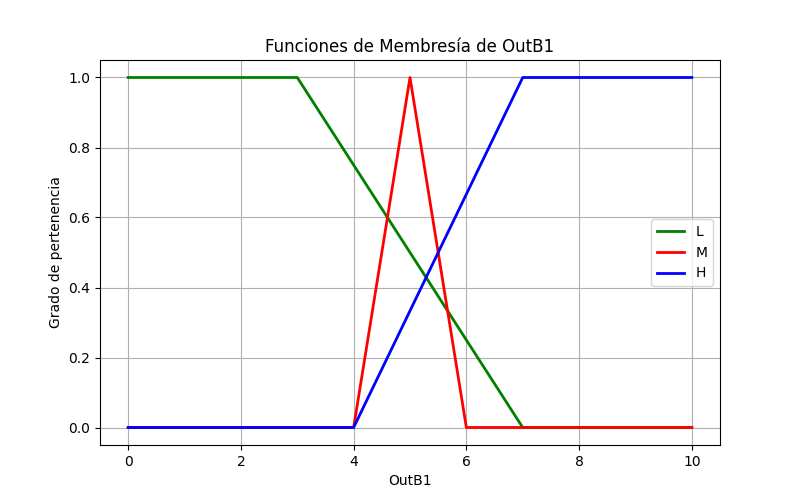 Funciones de Membresía de OutB1
Grado de pertenencia
1.0
0.8
0.6
0.4
0.2
0.0
L
M
H
0
2
4
6
8
10
OutB1